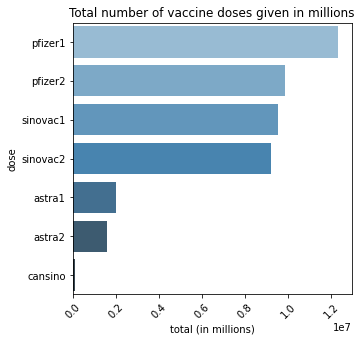 Total number of vaccine doses given in millions
pfizer1
pfizer2
sinovac1
sinovac2
astra1
astra2
cansino
dose
0.0
0.2
0.4
0.6
0.8
1.0
1.2
1e7
total (in millions)